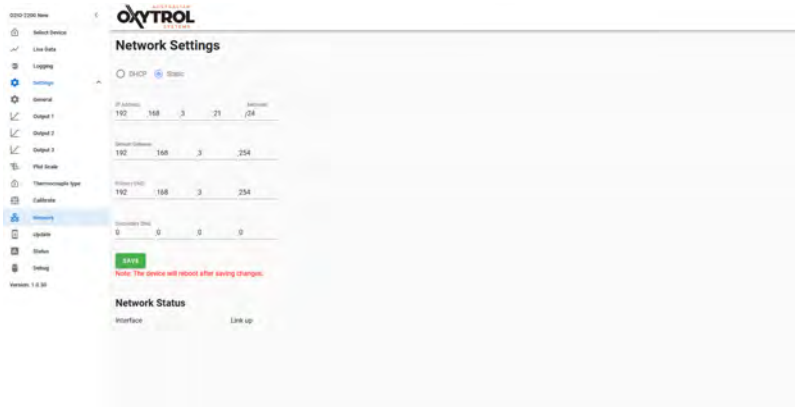 AUSTRALIAN
OXYTROL
SYSTEMS
Select Device
Live Data
Logging
Settings
General
Output 1
Output 2
Output 3
Plot Scale
Thermocouple type
Calibrate
Network
Update
Status
Debug
Version: 1.0.30
Network Settings
DHCP Static
IP Address Netmask
192 .168 .3 .21 /24
Default Gateway
192 .168 .3 .254
Primary DNS
192 .168 .3 .254
Secondary DNS
0 .0 .0 .0
SAVE
Note: The device will reboot after saving changes.
Network Status
Interface Link up